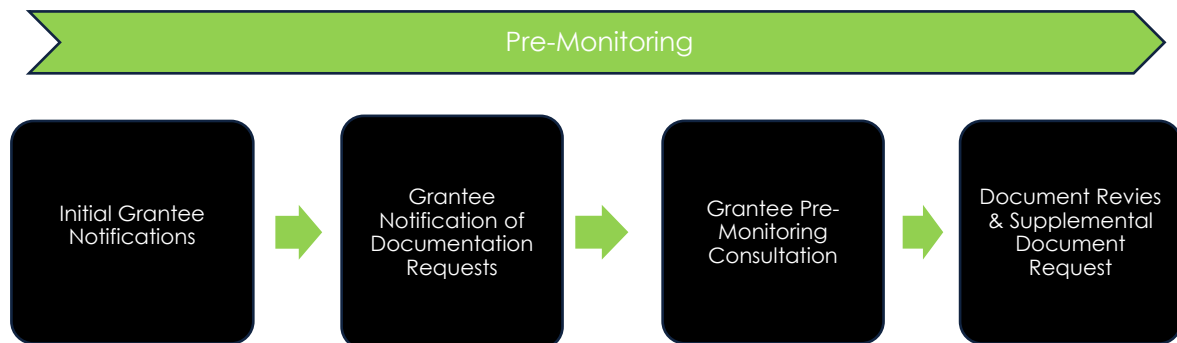 Pre-Monitoring
Initial Grantee
Notifications
Grantee
Notification of
Documentation
Requests
Grantee Pre-
Monitoring
Consultation
Document Revies
& Supplemental
Document
Request